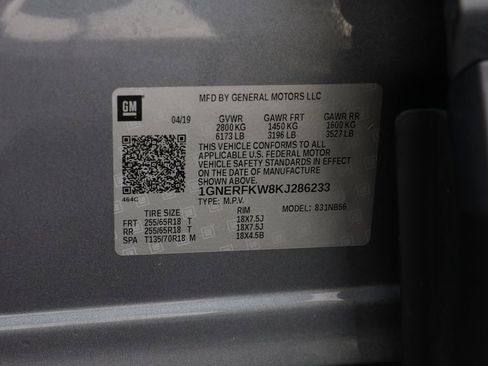 GM
MFD BY GENERAL MOTORS LLC
04/19 GVWR GAWR FRT GAWR RR
2800 KG 1450 KG 1600 KG
6173 LB 3196 LB 3527 LB
THIS VEHICLE CONFORMS TO ALL
APPLICABLE U.S. FEDERAL MOTOR
VEHICLE SAFETY STANDARDS IN EFFECT
ON THE DATE OF MANUFACTURE
SHOWN ABOVE.
464C 1GNERFKW8KJ286233
TYPE: M.P.V. MODEL: 831NB56
TIRE SIZE RIM
FRT 255/65R18 T 18X7.5J
RR 255/65R18 T 18X7.5J
SPA T135/70R18 M 18X4.5B